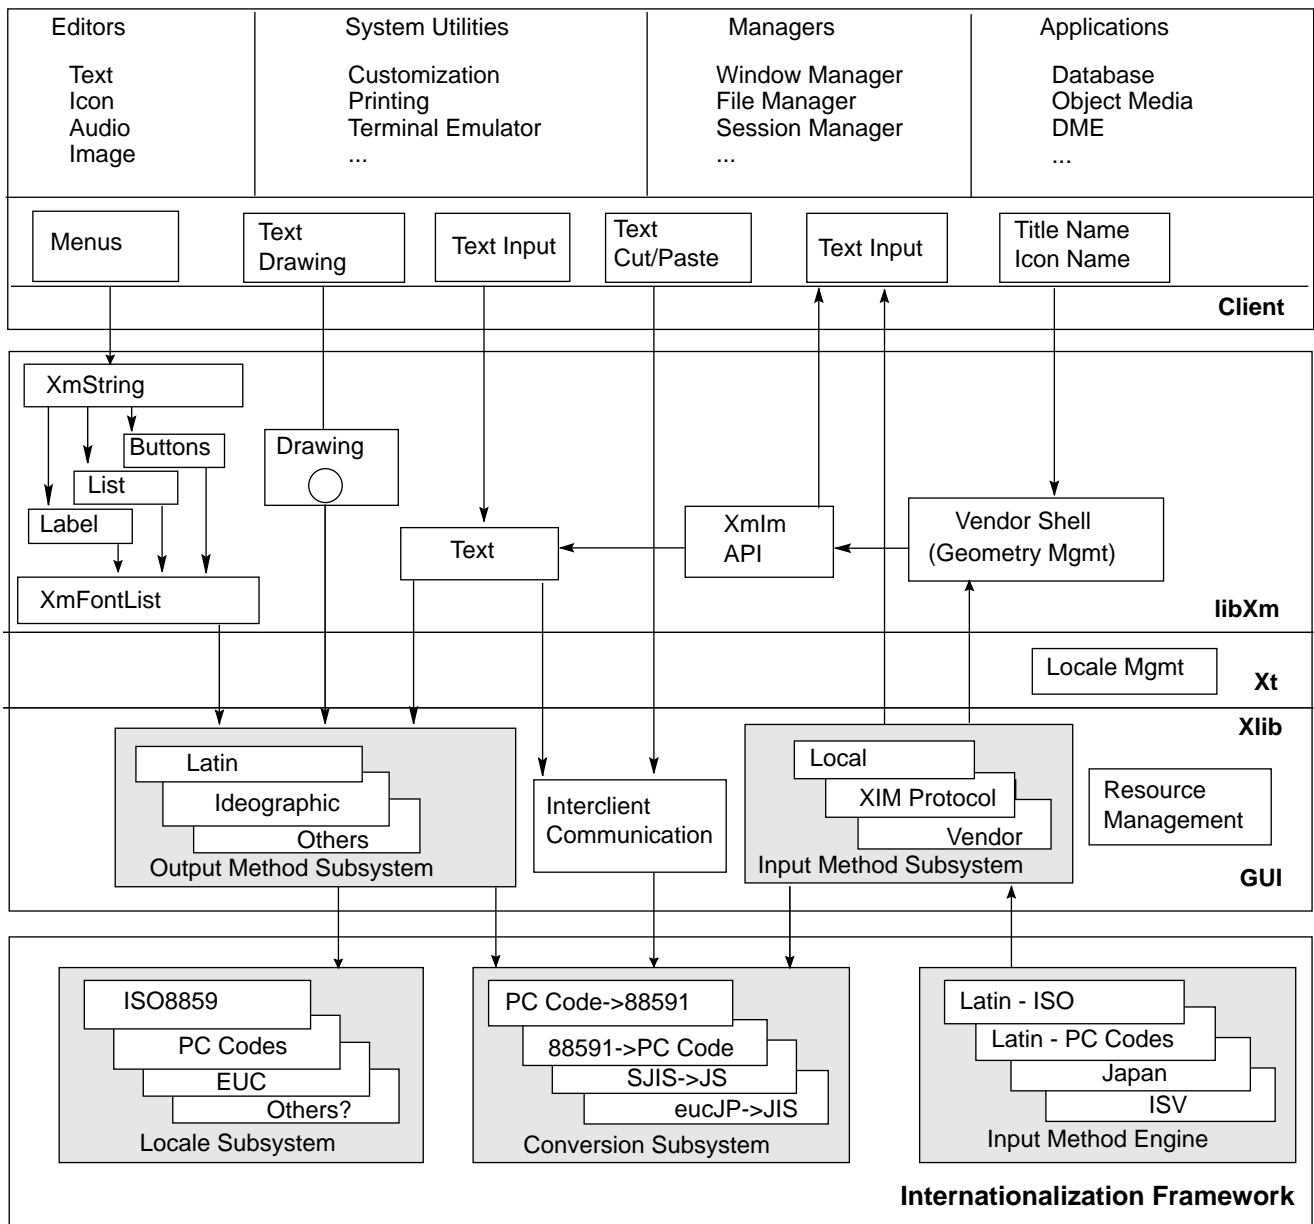 Editors
Text
Icon
Audio
Image
System Utilities
Customization
Printing
Terminal Emulator
...
Managers
Window Manager
File Manager
Session Manager
...
Applications
Database
Object Media
DME
...
Menus
Text
Drawing
Text Input
Text
Cut/Paste
Text Input
Title Name
Icon Name
Client
XmString
Buttons
List
Label
XmFontList
Drawing
Text
XmIm
API
Vendor Shell
(Geometry Mgmt)
libXm
Locale Mgmt
Xt
Xlib
Latin
Ideographic
Others
Output Method Subsystem
Interclient
Communication
Local
XIM Protocol
Vendor
Input Method Subsystem
Resource
Management
GUI
ISO8859
PC Codes
EUC
Others?
Locale Subsystem
PC Code->88591
88591->PC Code
SJIS->JS
eucJP->JIS
Conversion Subsystem
Latin - ISO
Latin - PC Codes
Japan
ISV
Input Method Engine
Internationalization Framework